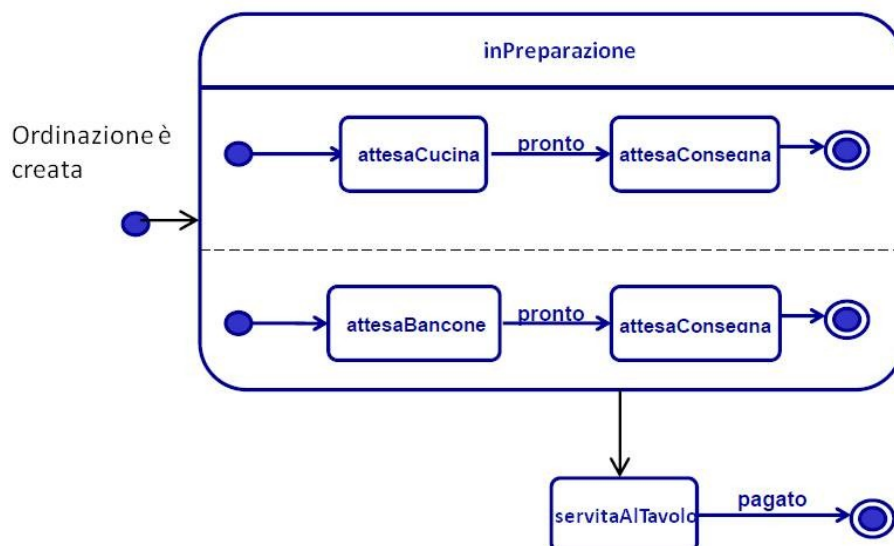 inPreparazione
Ordinazione è
creata
attesaCucina
pronto
attesaConsegna
attesaBancone
pronto
attesaConsegna
servitaAlTavolo
pagato